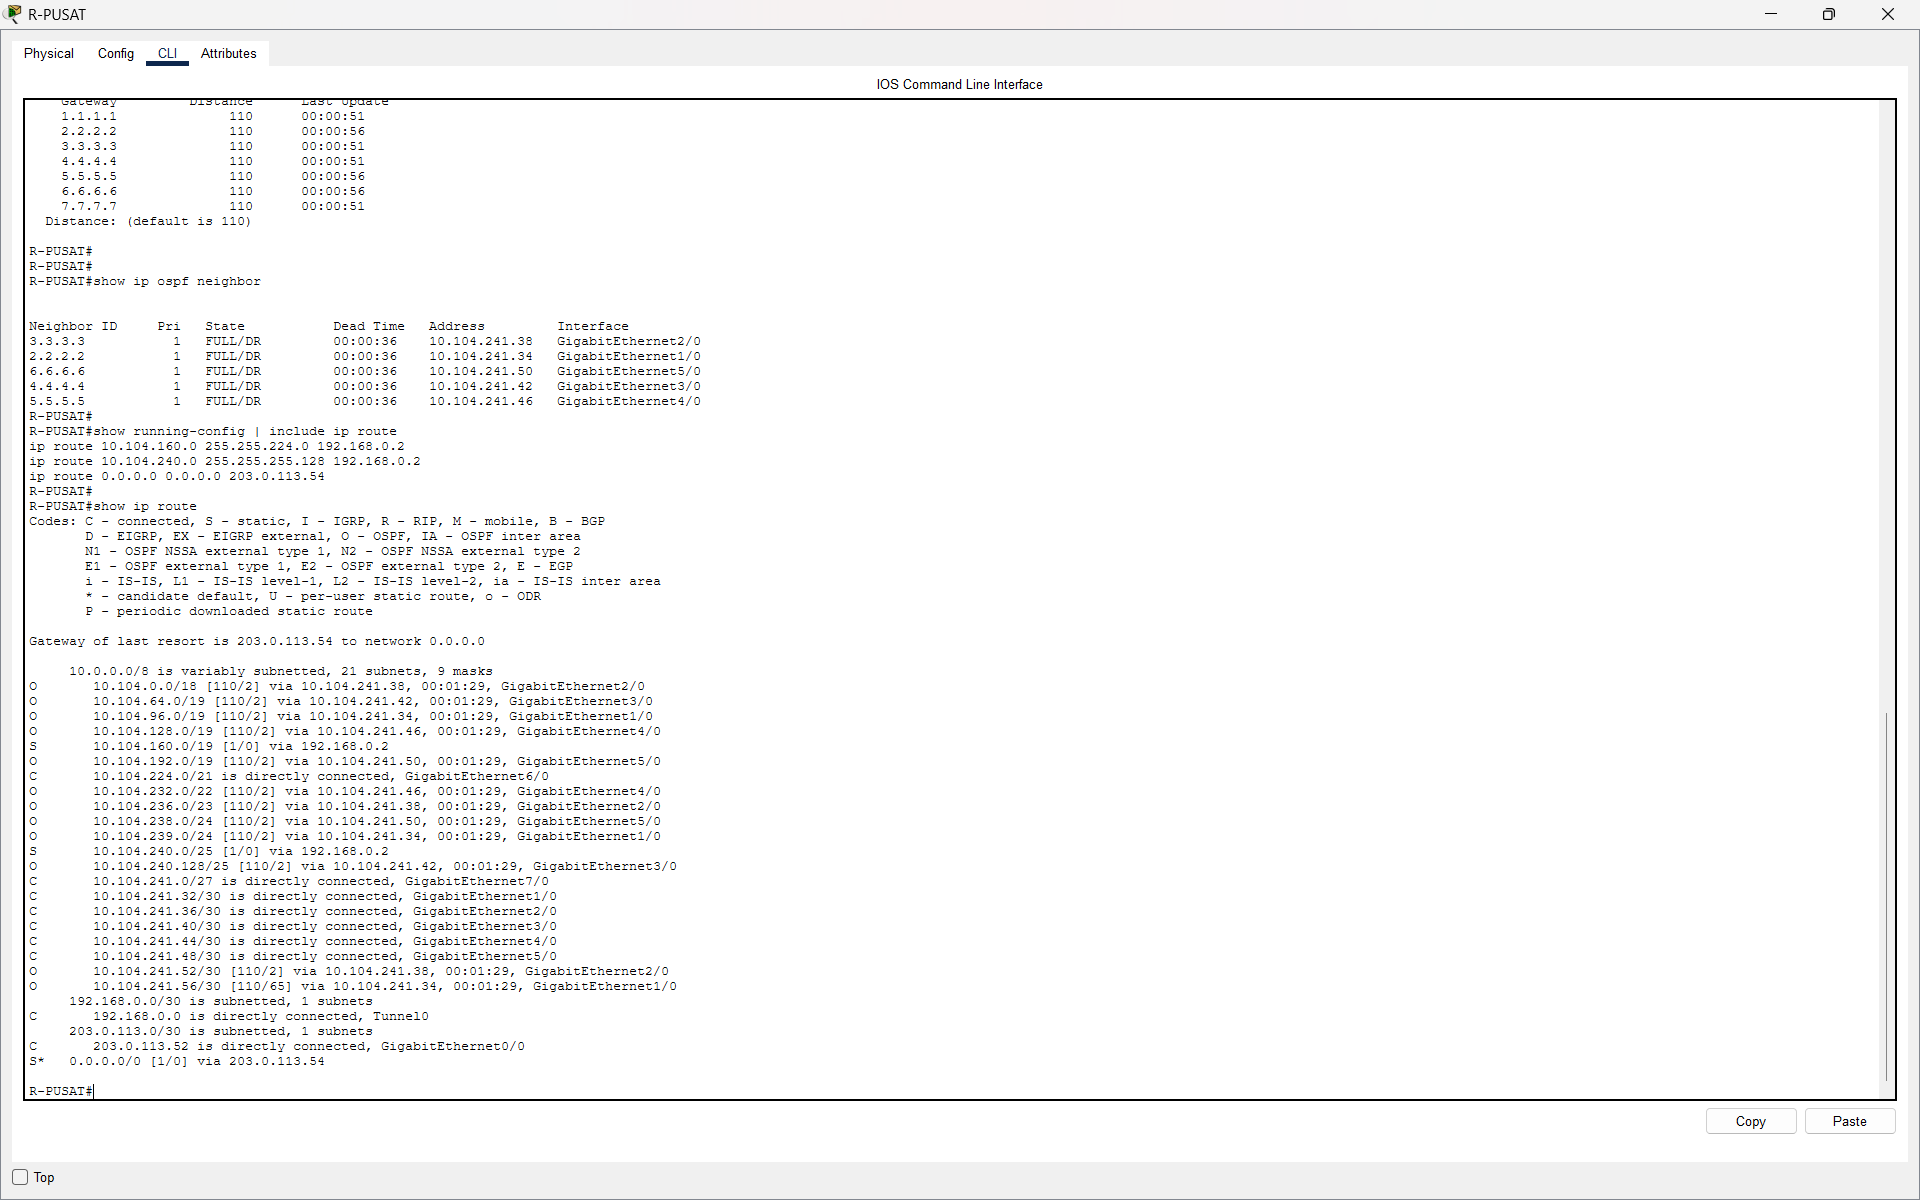 R-PUSAT
Physical Config CLI Attributes
IOS Command Line Interface
Gateway Distance Last Update
1.1.1.1 110 00:00:51
2.2.2.2 110 00:00:56
3.3.3.3 110 00:00:51
4.4.4.4 110 00:00:51
5.5.5.5 110 00:00:56
6.6.6.6 110 00:00:56
7.7.7.7 110 00:00:51
Distance: (default is 110)
R-PUSAT#
R-PUSAT#
R-PUSAT#show ip ospf neighbor
Neighbor ID Pri State Dead Time Address Interface
3.3.3.3 1 FULL/DR 00:00:36 10.104.241.38 GigabitEthernet2/0
2.2.2.2 1 FULL/DR 00:00:36 10.104.241.34 GigabitEthernet1/0
6.6.6.6 1 FULL/DR 00:00:36 10.104.241.50 GigabitEthernet5/0
4.4.4.4 1 FULL/DR 00:00:36 10.104.241.42 GigabitEthernet3/0
5.5.5.5 1 FULL/DR 00:00:36 10.104.241.46 GigabitEthernet4/0
R-PUSAT#
R-PUSAT#show running-config | include ip route
ip route 10.104.160.0 255.255.224.0 192.168.0.2
ip route 10.104.240.0 255.255.255.128 192.168.0.2
ip route 0.0.0.0 0.0.0.0 203.0.113.54
R-PUSAT#
R-PUSAT#show ip route
Codes: C - connected, S - static, I - IGRP, R - RIP, M - mobile, B - BGP
D - EIGRP, EX - EIGRP external, O - OSPF, IA - OSPF inter area
N1 - OSPF NSSA external type 1, N2 - OSPF NSSA external type 2
E1 - OSPF external type 1, E2 - OSPF external type 2, E - EGP
i - IS-IS, L1 - IS-IS level-1, L2 - IS-IS level-2, ia - IS-IS inter area
* - candidate default, U - per-user static route, o - ODR
P - periodic downloaded static route
Gateway of last resort is 203.0.113.54 to network 0.0.0.0
10.0.0.0/8 is variably subnetted, 21 subnets, 9 masks
O 10.104.0.0/18 [110/2] via 10.104.241.38, 00:01:29, GigabitEthernet2/0
O 10.104.64.0/19 [110/2] via 10.104.241.42, 00:01:29, GigabitEthernet3/0
O 10.104.96.0/19 [110/2] via 10.104.241.34, 00:01:29, GigabitEthernet1/0
O 10.104.128.0/19 [110/2] via 10.104.241.46, 00:01:29, GigabitEthernet4/0
S 10.104.160.0/19 [1/0] via 192.168.0.2
O 10.104.192.0/19 [110/2] via 10.104.241.50, 00:01:29, GigabitEthernet5/0
C 10.104.224.0/21 is directly connected, GigabitEthernet6/0
O 10.104.232.0/22 [110/2] via 10.104.241.46, 00:01:29, GigabitEthernet4/0
O 10.104.236.0/23 [110/2] via 10.104.241.38, 00:01:29, GigabitEthernet2/0
O 10.104.238.0/24 [110/2] via 10.104.241.50, 00:01:29, GigabitEthernet5/0
O 10.104.239.0/24 [110/2] via 10.104.241.34, 00:01:29, GigabitEthernet1/0
S 10.104.240.0/25 [1/0] via 192.168.0.2
O 10.104.240.128/25 [110/2] via 10.104.241.42, 00:01:29, GigabitEthernet3/0
C 10.104.241.0/27 is directly connected, GigabitEthernet7/0
C 10.104.241.32/30 is directly connected, GigabitEthernet1/0
C 10.104.241.36/30 is directly connected, GigabitEthernet2/0
C 10.104.241.40/30 is directly connected, GigabitEthernet3/0
C 10.104.241.44/30 is directly connected, GigabitEthernet4/0
C 10.104.241.48/30 is directly connected, GigabitEthernet5/0
O 10.104.241.52/30 [110/2] via 10.104.241.38, 00:01:29, GigabitEthernet2/0
O 10.104.241.56/30 [110/65] via 10.104.241.34, 00:01:29, GigabitEthernet1/0
192.168.0.0/30 is subnetted, 1 subnets
C 192.168.0.0 is directly connected, Tunnel0
203.0.113.0/30 is subnetted, 1 subnets
C 203.0.113.52 is directly connected, GigabitEthernet0/0
S* 0.0.0.0/0 [1/0] via 203.0.113.54
R-PUSAT#
Copy Paste
Top